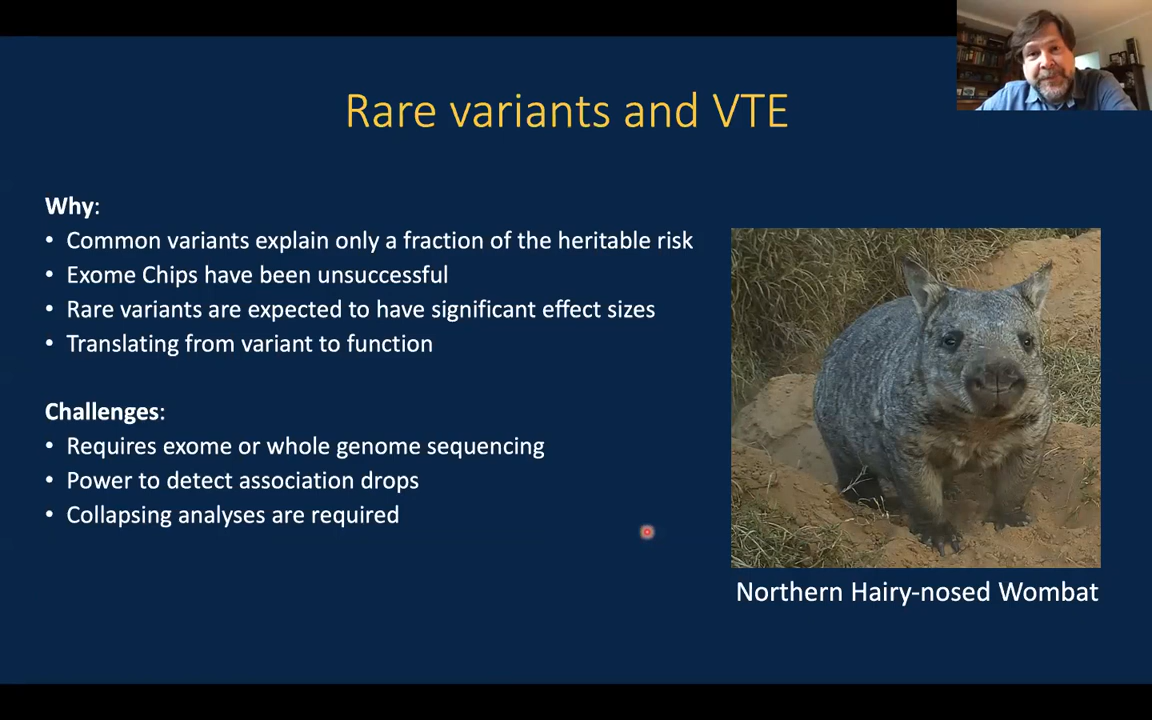 Rare variants and VTE
Why:
• Common variants explain only a fraction of the heritable risk
• Exome Chips have been unsuccessful
• Rare variants are expected to have significant effect sizes
• Translating from variant to function
Challenges:
• Requires exome or whole genome sequencing
• Power to detect association drops
• Collapsing analyses are required
Northern Hairy-nosed Wombat